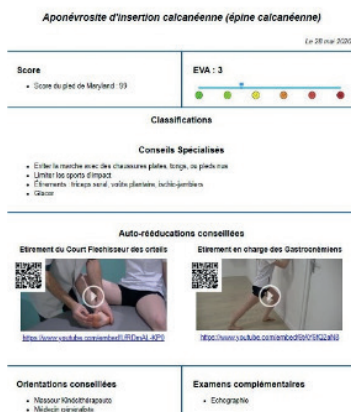 Aponévrosite d'insertion calcanéenne (épine calcanéenne)
Le 28 mai 2020
Score
• Score du pied de Maryland : 99
EVA : 3
Classifications
Conseils Spécialisés
• Eviter la marche avec des chaussures plates, tongs, ou pieds nus
• Limiter les sports d'impact
• Étirements : triceps sural, voûte plantaire, ischio-jambiers
• Glacer
Auto-rééducations conseillées
Etirement du Court Flechisseur des orteils
Etirement en charge des Gastrocnémiens
Orientations conseillées
• Masseur Kinésithérapeute
• Médecin généraliste
Examens complémentaires
• Echographie